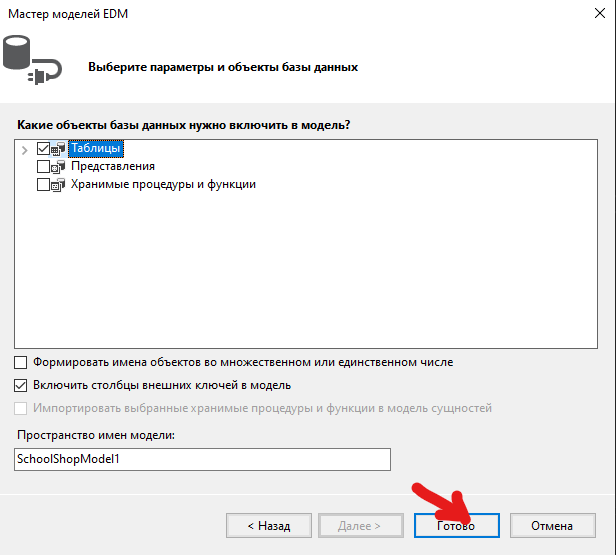 Мастер моделей EDM
Выберите параметры и объекты базы данных
Какие объекты базы данных нужно включить в модель?
Таблицы
Представления
Хранимые процедуры и функции
Формировать имена объектов во множественном или единственном числе
Включить столбцы внешних ключей в модель
Импортировать выбранные хранимые процедуры и функции в модель сущностей
Пространство имен модели:
SchoolShopModel1
< Назад
Далее >
Готово
Отмена